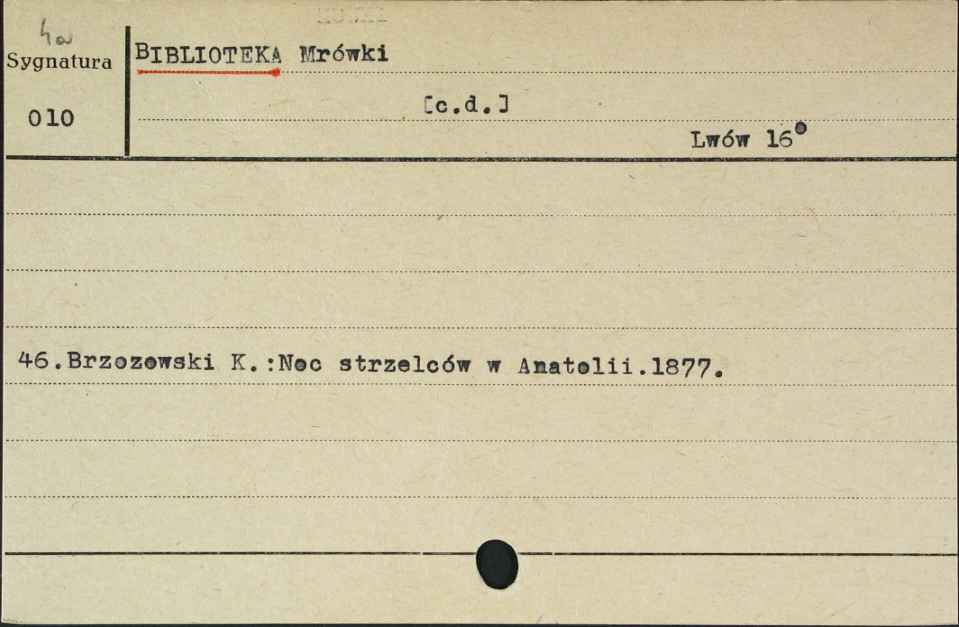 Sygnatura
010
BIBLIOTEKA Mrówki
[c.d.]
Lwów 16°
46.Brzozowski K.:Noc strzelców w Anatolii.1877.